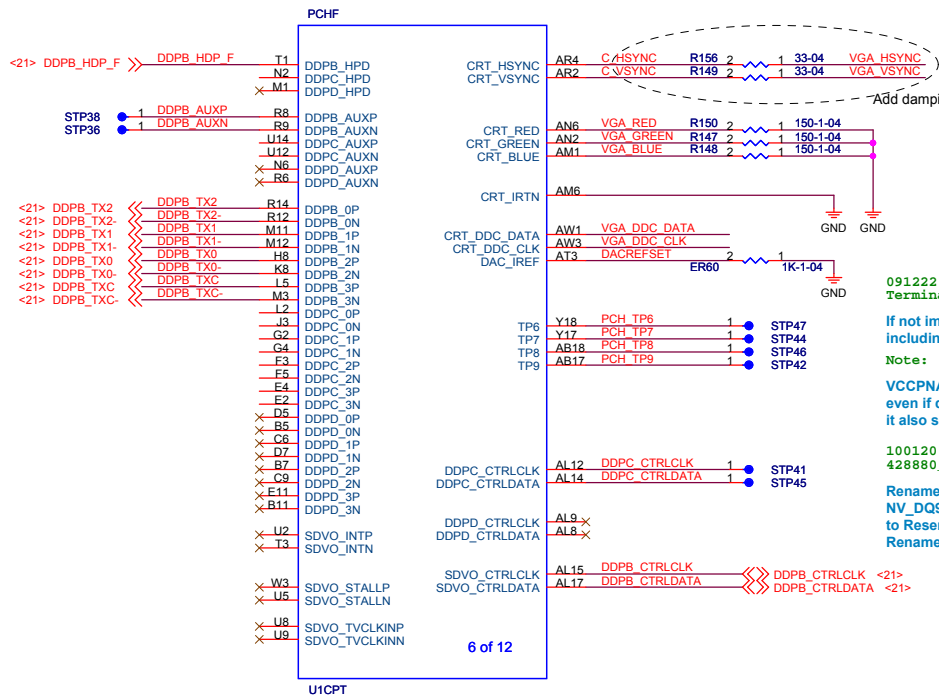 PCHF
<21> DDPB_HDP_F DDPB_HDP_F T1 DDPB_HPD
N2 DDPC_HPD
M1 DDPD_HPD
STP38 1 DDPB_AUXP R8 DDPB_AUXP
STP36 1 DDPB_AUXN R9 DDPB_AUXN
U14 DDPC_AUXP
U12 DDPC_AUXN
N6 DDPD_AUXP
R6 DDPD_AUXN
<21> DDPB_TX2 DDPB_TX2 R14 DDPB_0P
<21> DDPB_TX2- DDPB_TX2- R12 DDPB_0N
<21> DDPB_TX1 DDPB_TX1 M11 DDPB_1P
<21> DDPB_TX1- DDPB_TX1- M12 DDPB_1N
<21> DDPB_TX0 DDPB_TX0 H8 DDPB_2P
<21> DDPB_TX0- DDPB_TX0- K8 DDPB_2N
<21> DDPB_TXC DDPB_TXC L5 DDPB_3P
<21> DDPB_TXC- DDPB_TXC- M3 DDPB_3N
L2 DDPC_0P
J3 DDPC_0N
G2 DDPC_1P
G4 DDPC_1N
F3 DDPC_2P
F5 DDPC_2N
E4 DDPC_3P
E2 DDPC_3N
D5 DDPD_0P
B5 DDPD_0N
C6 DDPD_1P
D7 DDPD_1N
B7 DDPD_2P
C9 DDPD_2N
E11 DDPD_3P
B11 DDPD_3N
U2 SDVO_INTP
T3 SDVO_INTN
W3 SDVO_STALLP
U5 SDVO_STALLN
U8 SDVO_TVCLKINP
U9 SDVO_TVCLKINN
CRT_HSYNC AR4 C_HSYNC R156 2 1 33-04 VGA_HSYNC
CRT_VSYNC AR2 C_VSYNC R149 2 1 33-04 VGA_VSYNC
Add dampi
CRT_RED AN6 VGA_RED R150 2 1 150-1-04
CRT_GREEN AN2 VGA_GREEN R147 2 1 150-1-04
CRT_BLUE AM1 VGA_BLUE R148 2 1 150-1-04
CRT_IRTN AM6
GND GND
CRT_DDC_DATA AW1 VGA_DDC_DATA
CRT_DDC_CLK AW3 VGA_DDC_CLK
DAC_IREF AT3 DACREFSET ER60 2 1 1K-1-04
GND
TP6 Y18 PCH_TP6 1 STP47
TP7 Y17 PCH_TP7 1 STP44
TP8 AB18 PCH_TP8 1 STP46
TP9 AB17 PCH_TP9 1 STP42
DDPC_CTRLCLK AL12 DDPC_CTRLCLK 1 STP41
DDPC_CTRLDATA AL14 DDPC_CTRLDATA 1 STP45
DDPD_CTRLCLK AL9
DDPD_CTRLDATA AL8
SDVO_CTRLCLK AL15 DDPB_CTRLCLK DDPB_CTRLCLK <21>
SDVO_CTRLDATA AL17 DDPB_CTRLDATA DDPB_CTRLDATA <21>
6 of 12
U1CPT
091222
Termina
If not im
includin
Note:
VCCPNA
even if d
it also s
100120
428880_
Rename
NV_DQS
to Reser
Rename